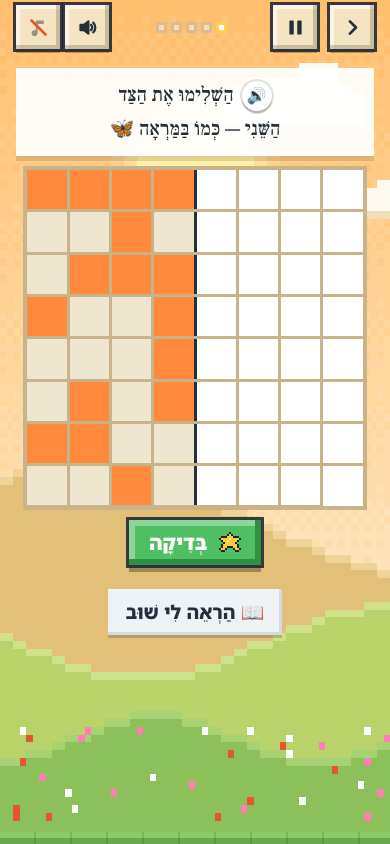 הַשְׁלִימוּ אֶת הַצַּד
הַשֵּׁנִי — כְּמוֹ בַּמַּרְאָה
בְּדִיקָה
הַרְאֵה לִי שׁוּב